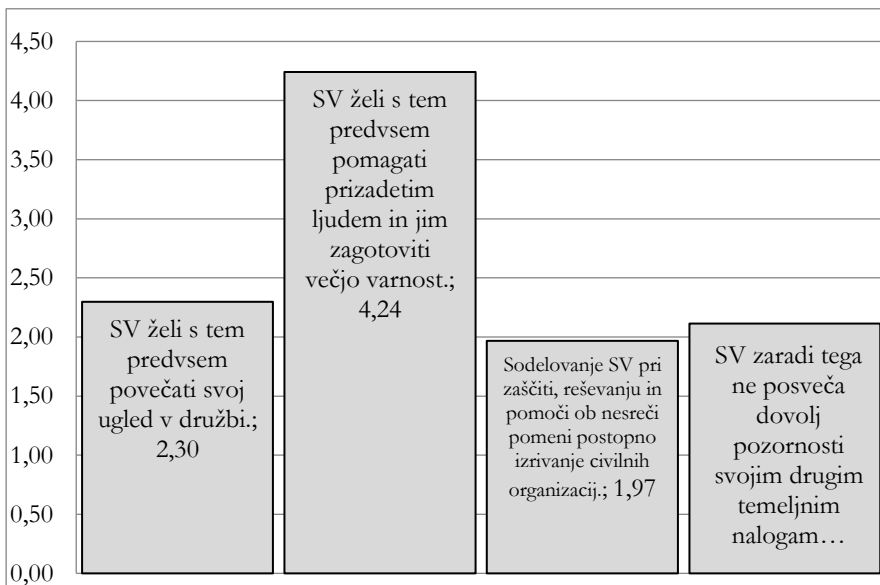 4,50
4,00
3,50
3,00
2,50
2,00
1,50
1,00
0,50
0,00
SV želi s tem
predvsem
povečati svoj
ugled v družbi.;
2,30
SV želi s tem
predvsem
pomagati
prizadetim
ljudem in jim
zagotoviti
večjo varnost.;
4,24
Sodelovanje SV pri
zaščiti, reševanju in
pomoči ob nesreči
pomeni postopno
izrivanje civilnih
organizacij.; 1,97
SV zaradi tega
ne posveča
dovolj
pozornosti
svojim drugim
temeljnim
nalogam…